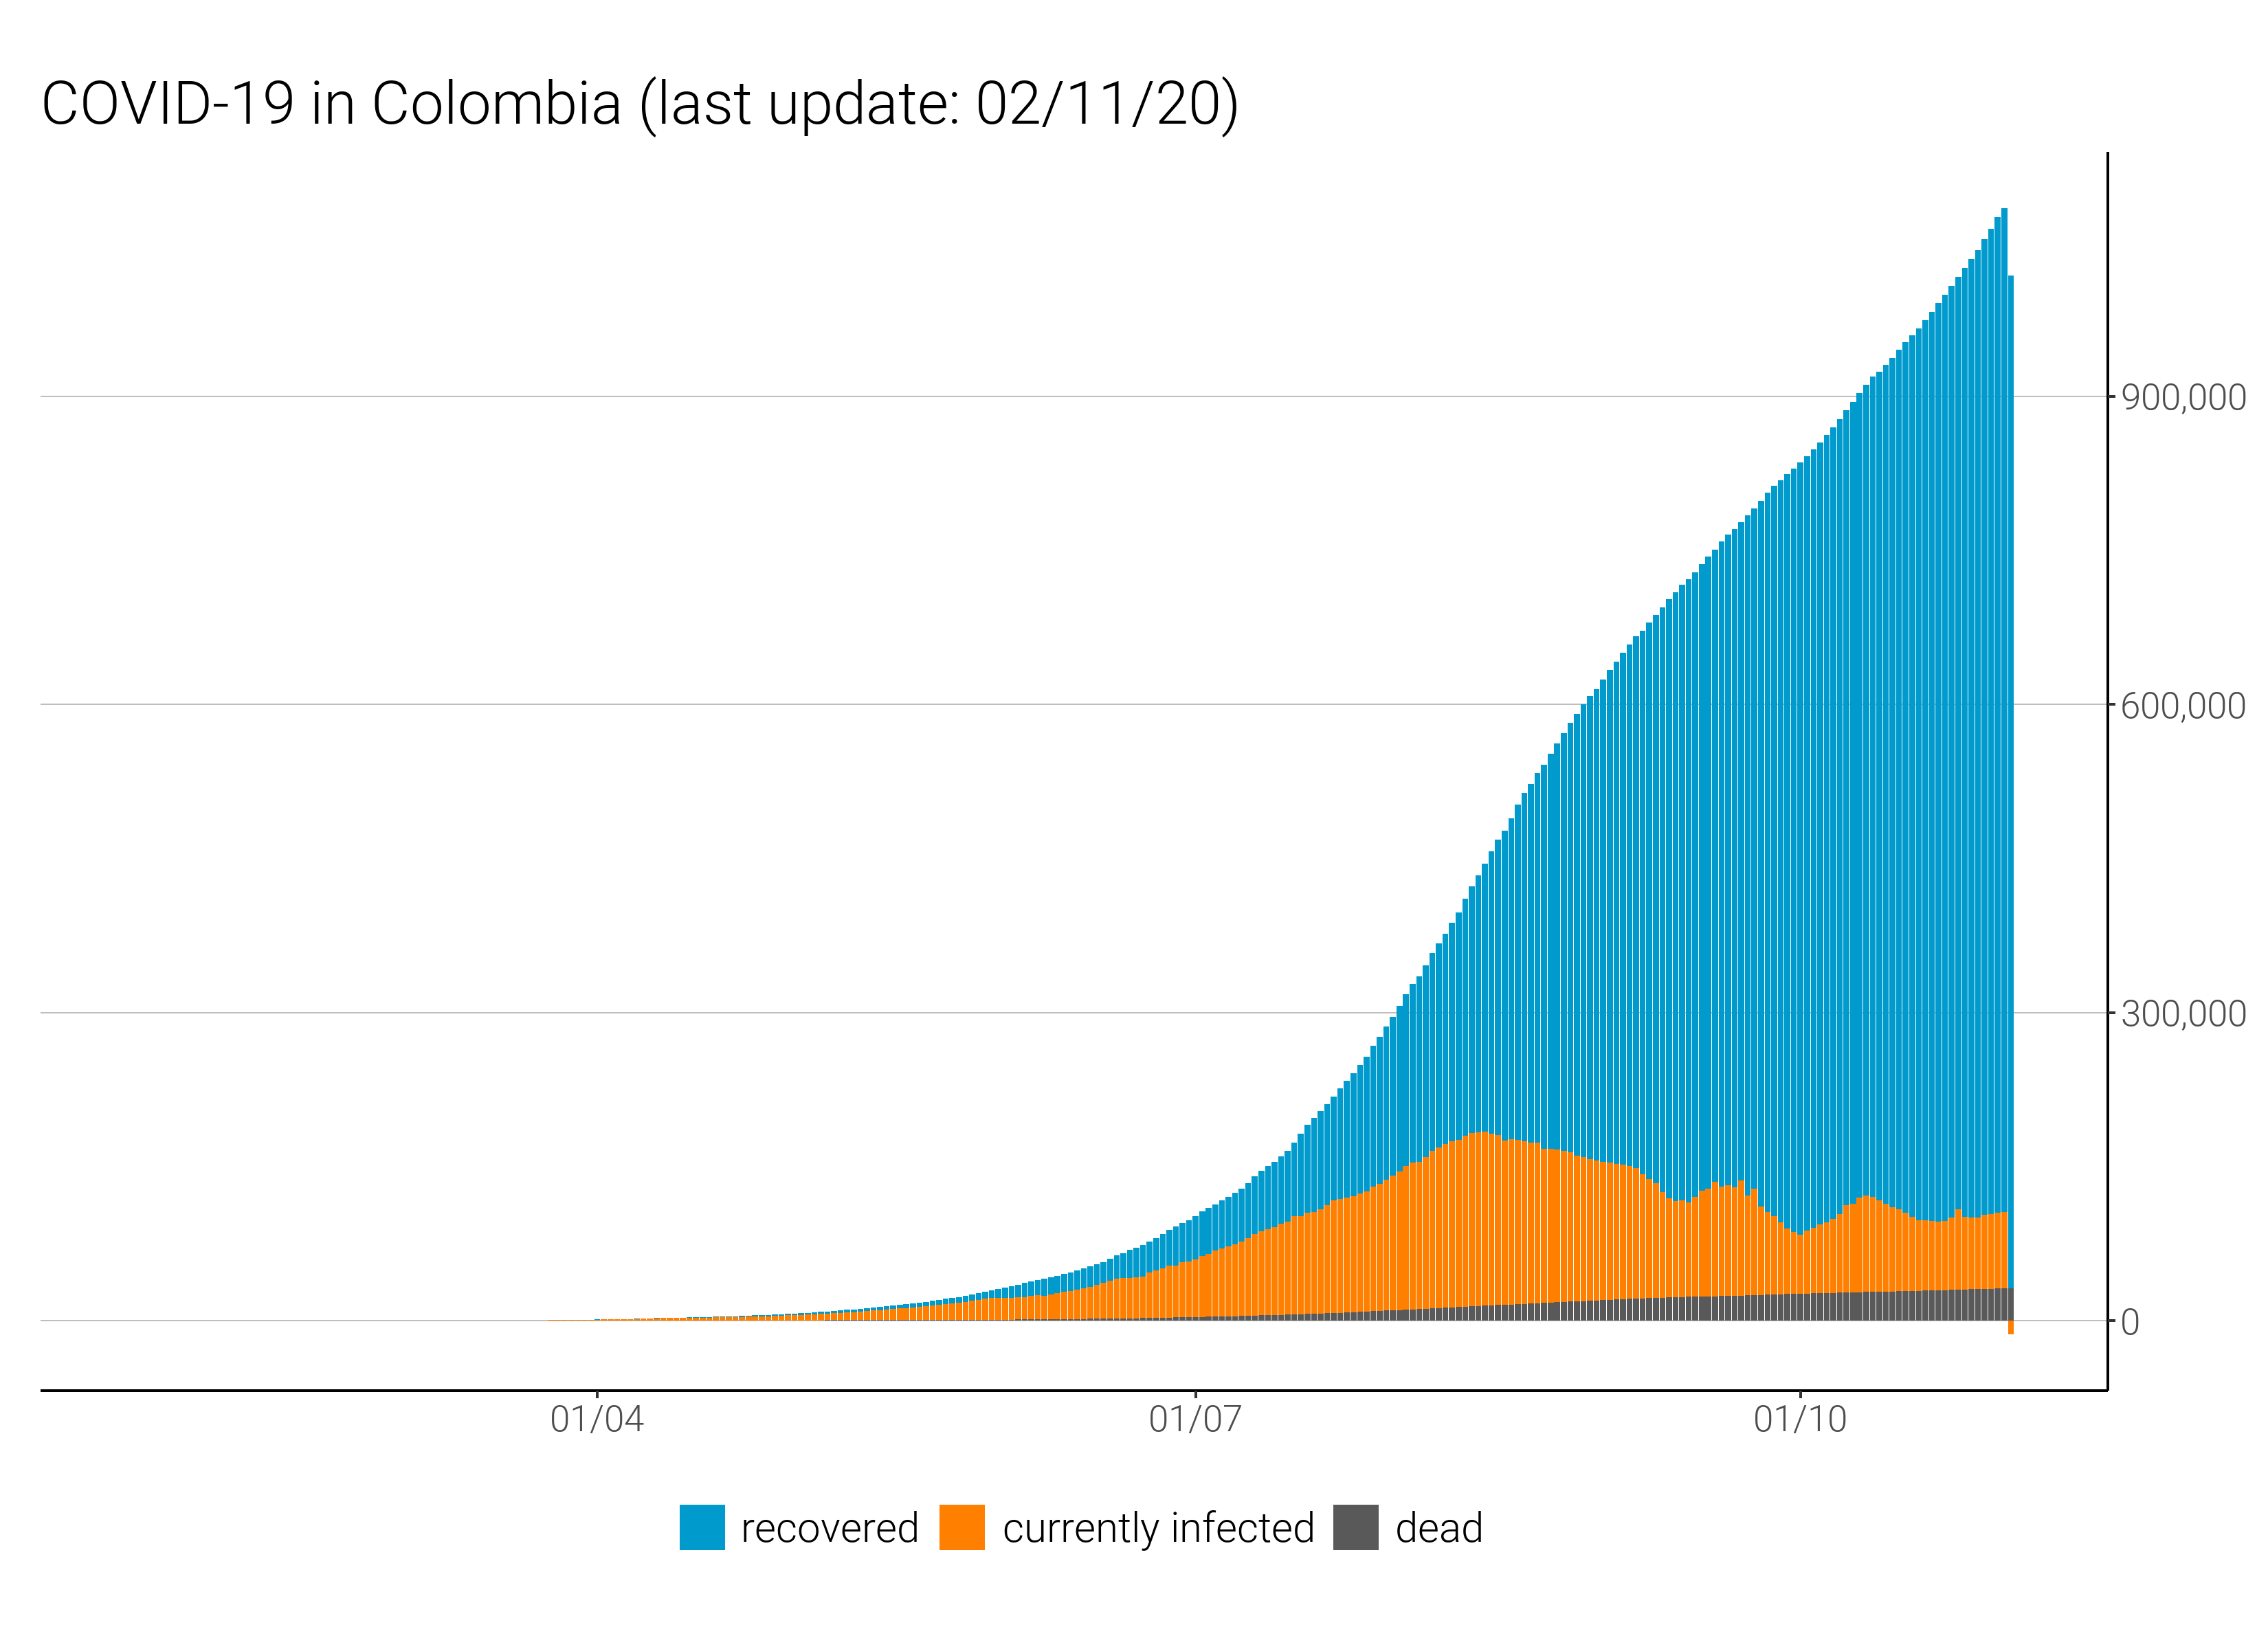 COVID-19 in Colombia (last update: 02/11/20)
900,000
600,000
300,000
0
01/04 01/07 01/10
recovered currently infected dead